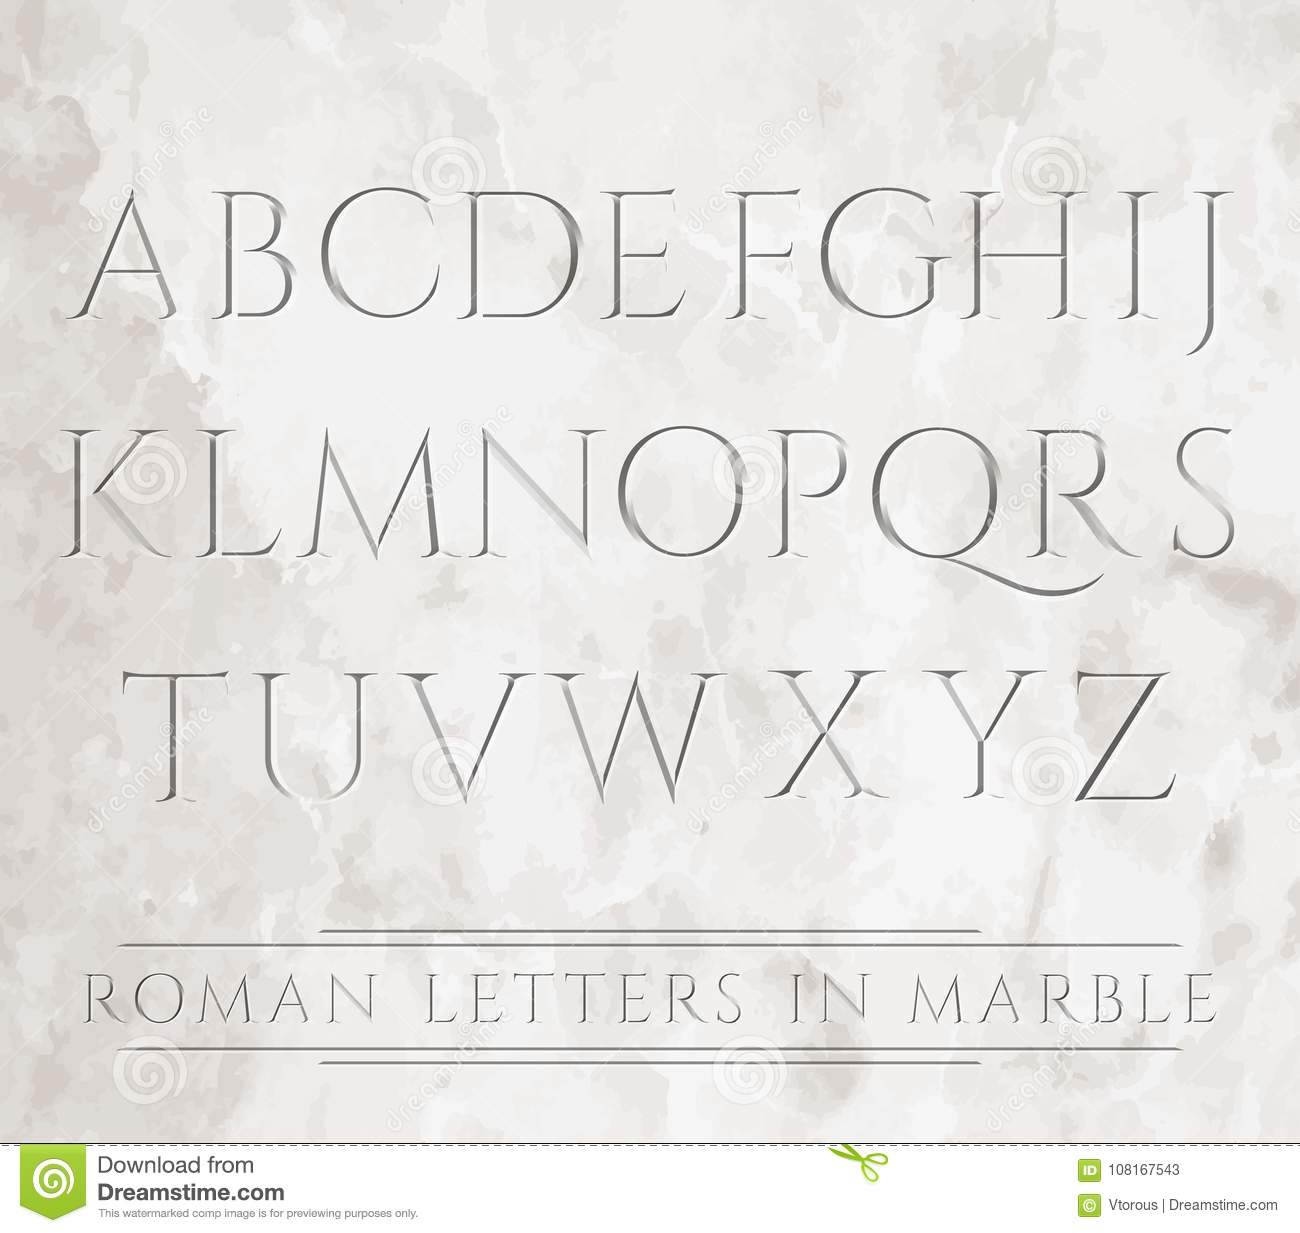 ABCDEFGHIJ
KLMNOPQRS
TUVWXYZ
ROMAN LETTERS IN MARBLE
Download from
Dreamstime.com
This watermarked comp image is for previewing purposes only.
ID 108167543
© Vtorous | Dreamstime.com